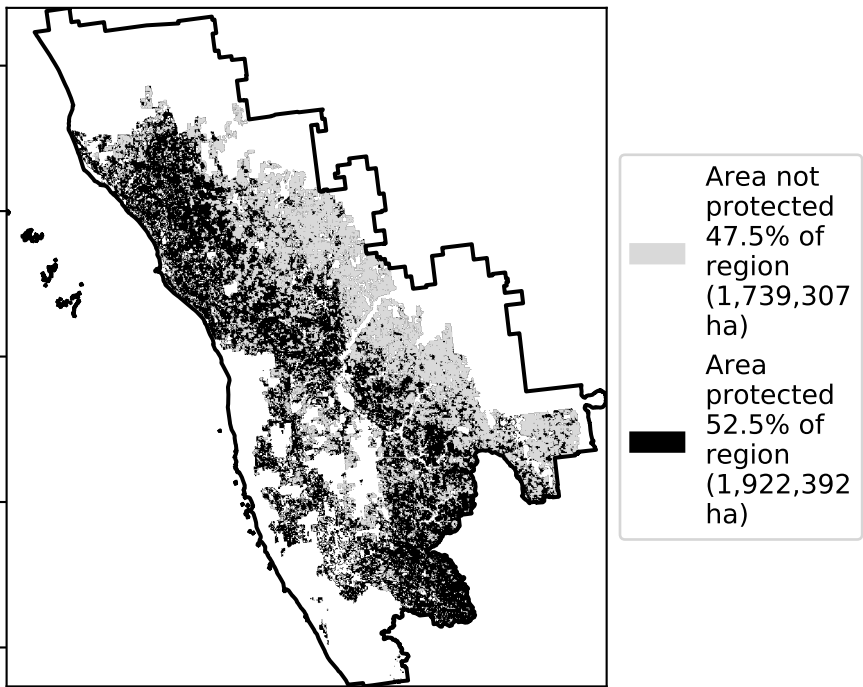 Area not
protected
47.5% of
region
(1,739,307
ha)
Area
protected
52.5% of
region
(1,922,392
ha)